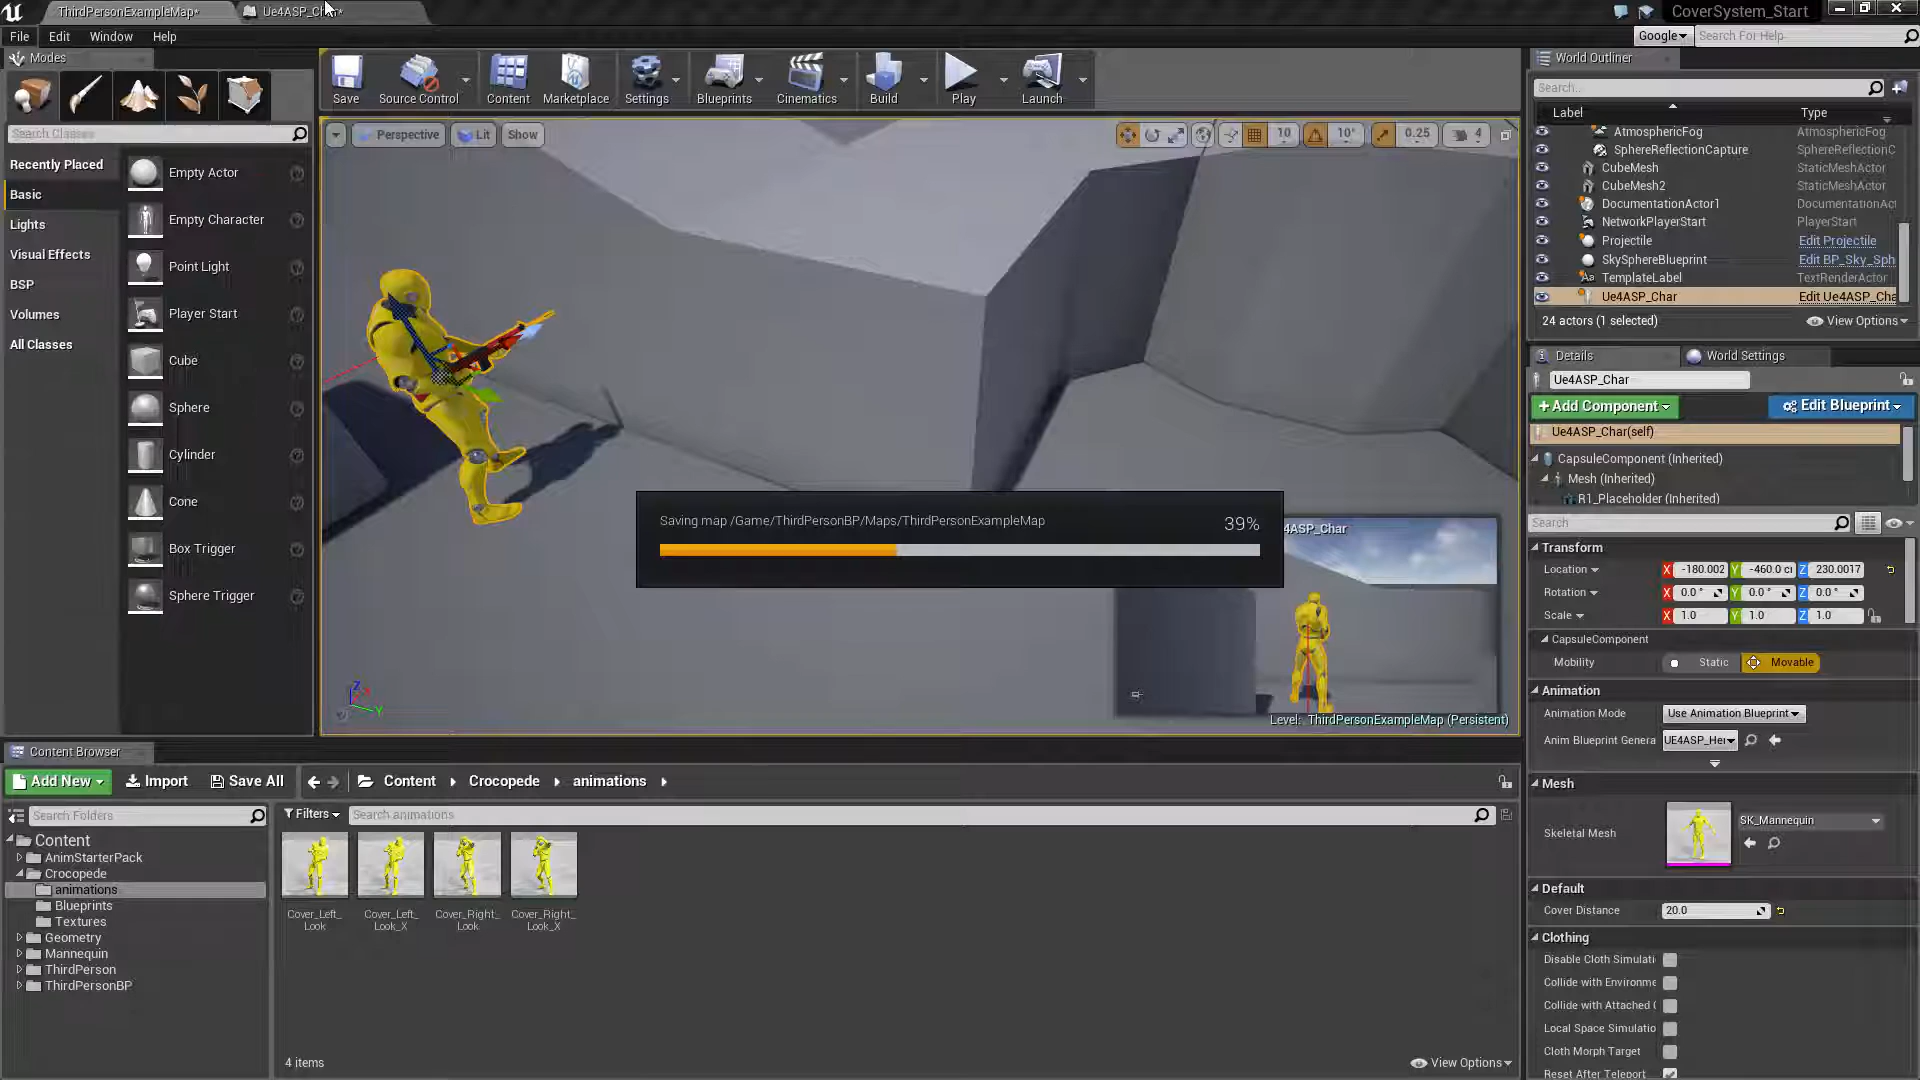 ThirdPersonExampleMap*
CoverSystem_Start
File Edit Window Help
Google
Search For Help
Modes
Save
Source Control
Content
Marketplace
Settings
Blueprints
Cinematics
Build
Play
Launch
World Outliner
Search...
Label
Type
Search Classes
Perspective
Lit
Show
10
10°
0.25
4
AtmosphericFog AtmosphericFog
SphereReflectionCapture SphereReflectionC
CubeMesh StaticMeshActor
CubeMesh2 StaticMeshActor
DocumentationActor1 DocumentationAct
NetworkPlayerStart PlayerStart
Projectile Edit Projectile
SkySphereBlueprint Edit BP_Sky_Sph
TemplateLabel TextRenderActor
Ue4ASP_Char Edit Ue4ASP_Cha
24 actors (1 selected)
View Options
Recently Placed
Basic
Lights
Visual Effects
BSP
Volumes
All Classes
Empty Actor
Empty Character
Point Light
Player Start
Cube
Sphere
Cylinder
Cone
Box Trigger
Sphere Trigger
Details
World Settings
Ue4ASP_Char
+Add Component
Edit Blueprint
Ue4ASP_Char(self)
CapsuleComponent (Inherited)
Mesh (Inherited)
R1_Placeholder (Inherited)
Search
Saving map /Game/ThirdPersonBP/Maps/ThirdPersonExampleMap
39%
4ASP_Char
Level: ThirdPersonExampleMap (Persistent)
Z
Y
Transform
Location X -180.002 Y -460.0 c Z 230.0017
Rotation X 0.0 ° Y 0.0 ° Z 0.0 °
Scale X 1.0 Y 1.0 Z 1.0
CapsuleComponent
Mobility Static Movable
Animation
Animation Mode Use Animation Blueprint
Anim Blueprint Genera UE4ASP_He
Mesh
Skeletal Mesh SK_Mannequin
Default
Cover Distance 20.0
Clothing
Disable Cloth Simulati
Collide with Environme
Collide with Attached
Local Space Simulatio
Cloth Morph Target
Reset After Teleport
Content Browser
Add New
Import
Save All
Content
Crocopede
animations
Search Folders
Filters
Search animations
Content
AnimStarterPack
Crocopede
animations
Blueprints
Textures
Geometry
Mannequin
ThirdPerson
ThirdPersonBP
Cover_Left_
Look
Cover_Left_
Look_X
Cover_Right_
Look
Cover_Right_
Look_X
4 items
View Options